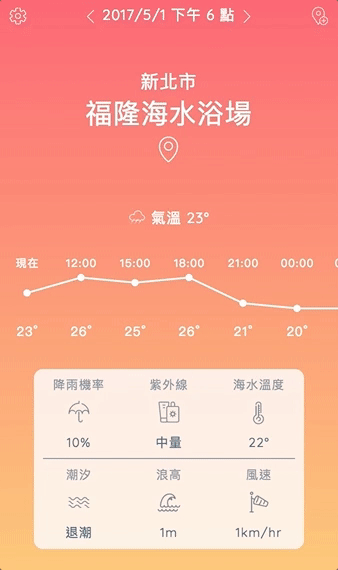 2017/5/1 下午 6 點
新北市
福隆海水浴場
氣溫 23°
現在 12:00 15:00 18:00 21:00 00:00
23° 26° 25° 26° 21° 20°
降雨機率 紫外線 海水溫度
10% 中量 22°
潮汐 浪高 風速
退潮 1m 1km/hr